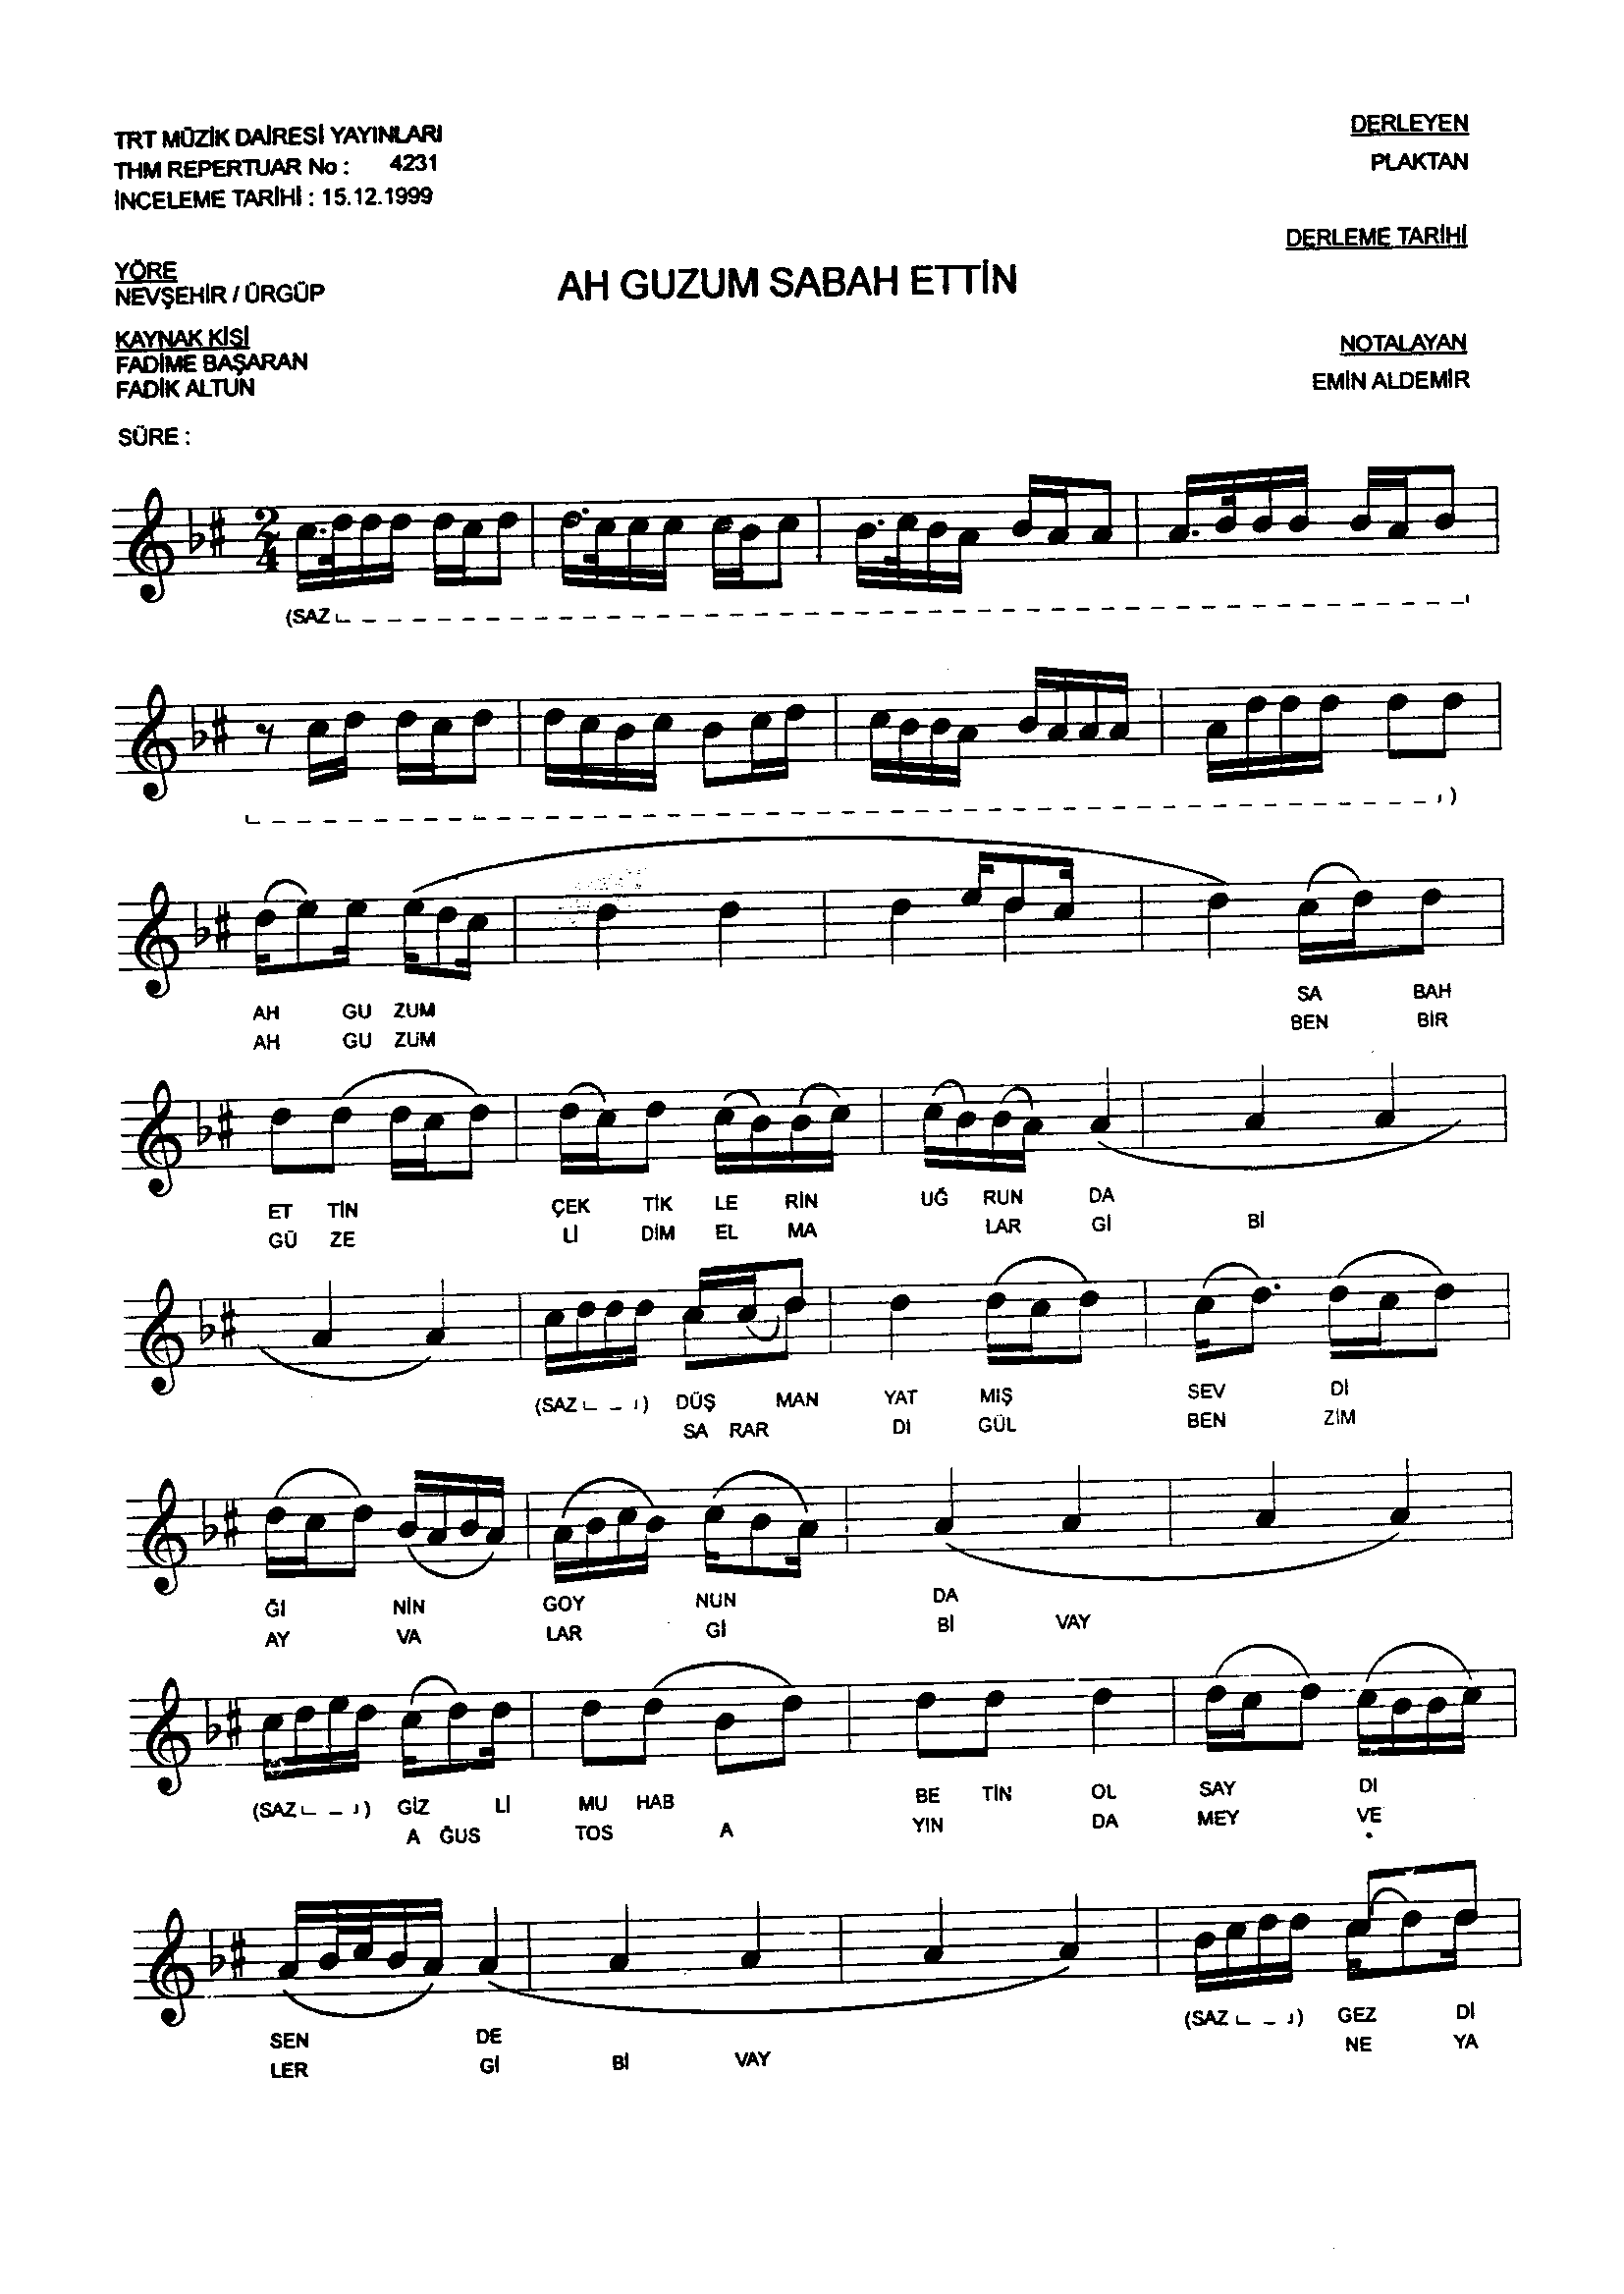 TRT MÜZİK DAİRESİ YAYINLARI
THM REPERTUAR No : 4231
İNCELEME TARİHİ : 15.12.1999
DERLEYEN
PLAKTAN
DERLEME TARİHİ
YÖRE
NEVŞEHİR / ÜRGÜP
AH GUZUM SABAH ETTİN
KAYNAK KİŞİ
FADİME BAŞARAN
FADİK ALTUN
NOTALAYAN
EMİN ALDEMİR
SÜRE :
2
4
(SAZ
)
AH GU ZUM SA BAH
AH GU ZUM BEN BİR
ET TİN ÇEK TİK LE RİN UĞ RUN DA
GÜ ZE Lİ DİM EL MA LAR Gİ Bİ
(SAZ ) DÜŞ MAN YAT MIŞ SEV Dİ
SA RAR DI GÜL BEN ZİM
Ğİ NİN GOY NUN DA
AY VA LAR Gİ Bİ VAY
(SAZ ) GİZ Lİ MU HAB BE TİN OL SAY DI
A ĞUS TOS A YIN DA MEY VE
SEN DE (SAZ ) GEZ Dİ
LER Gİ Bİ VAY NE YA